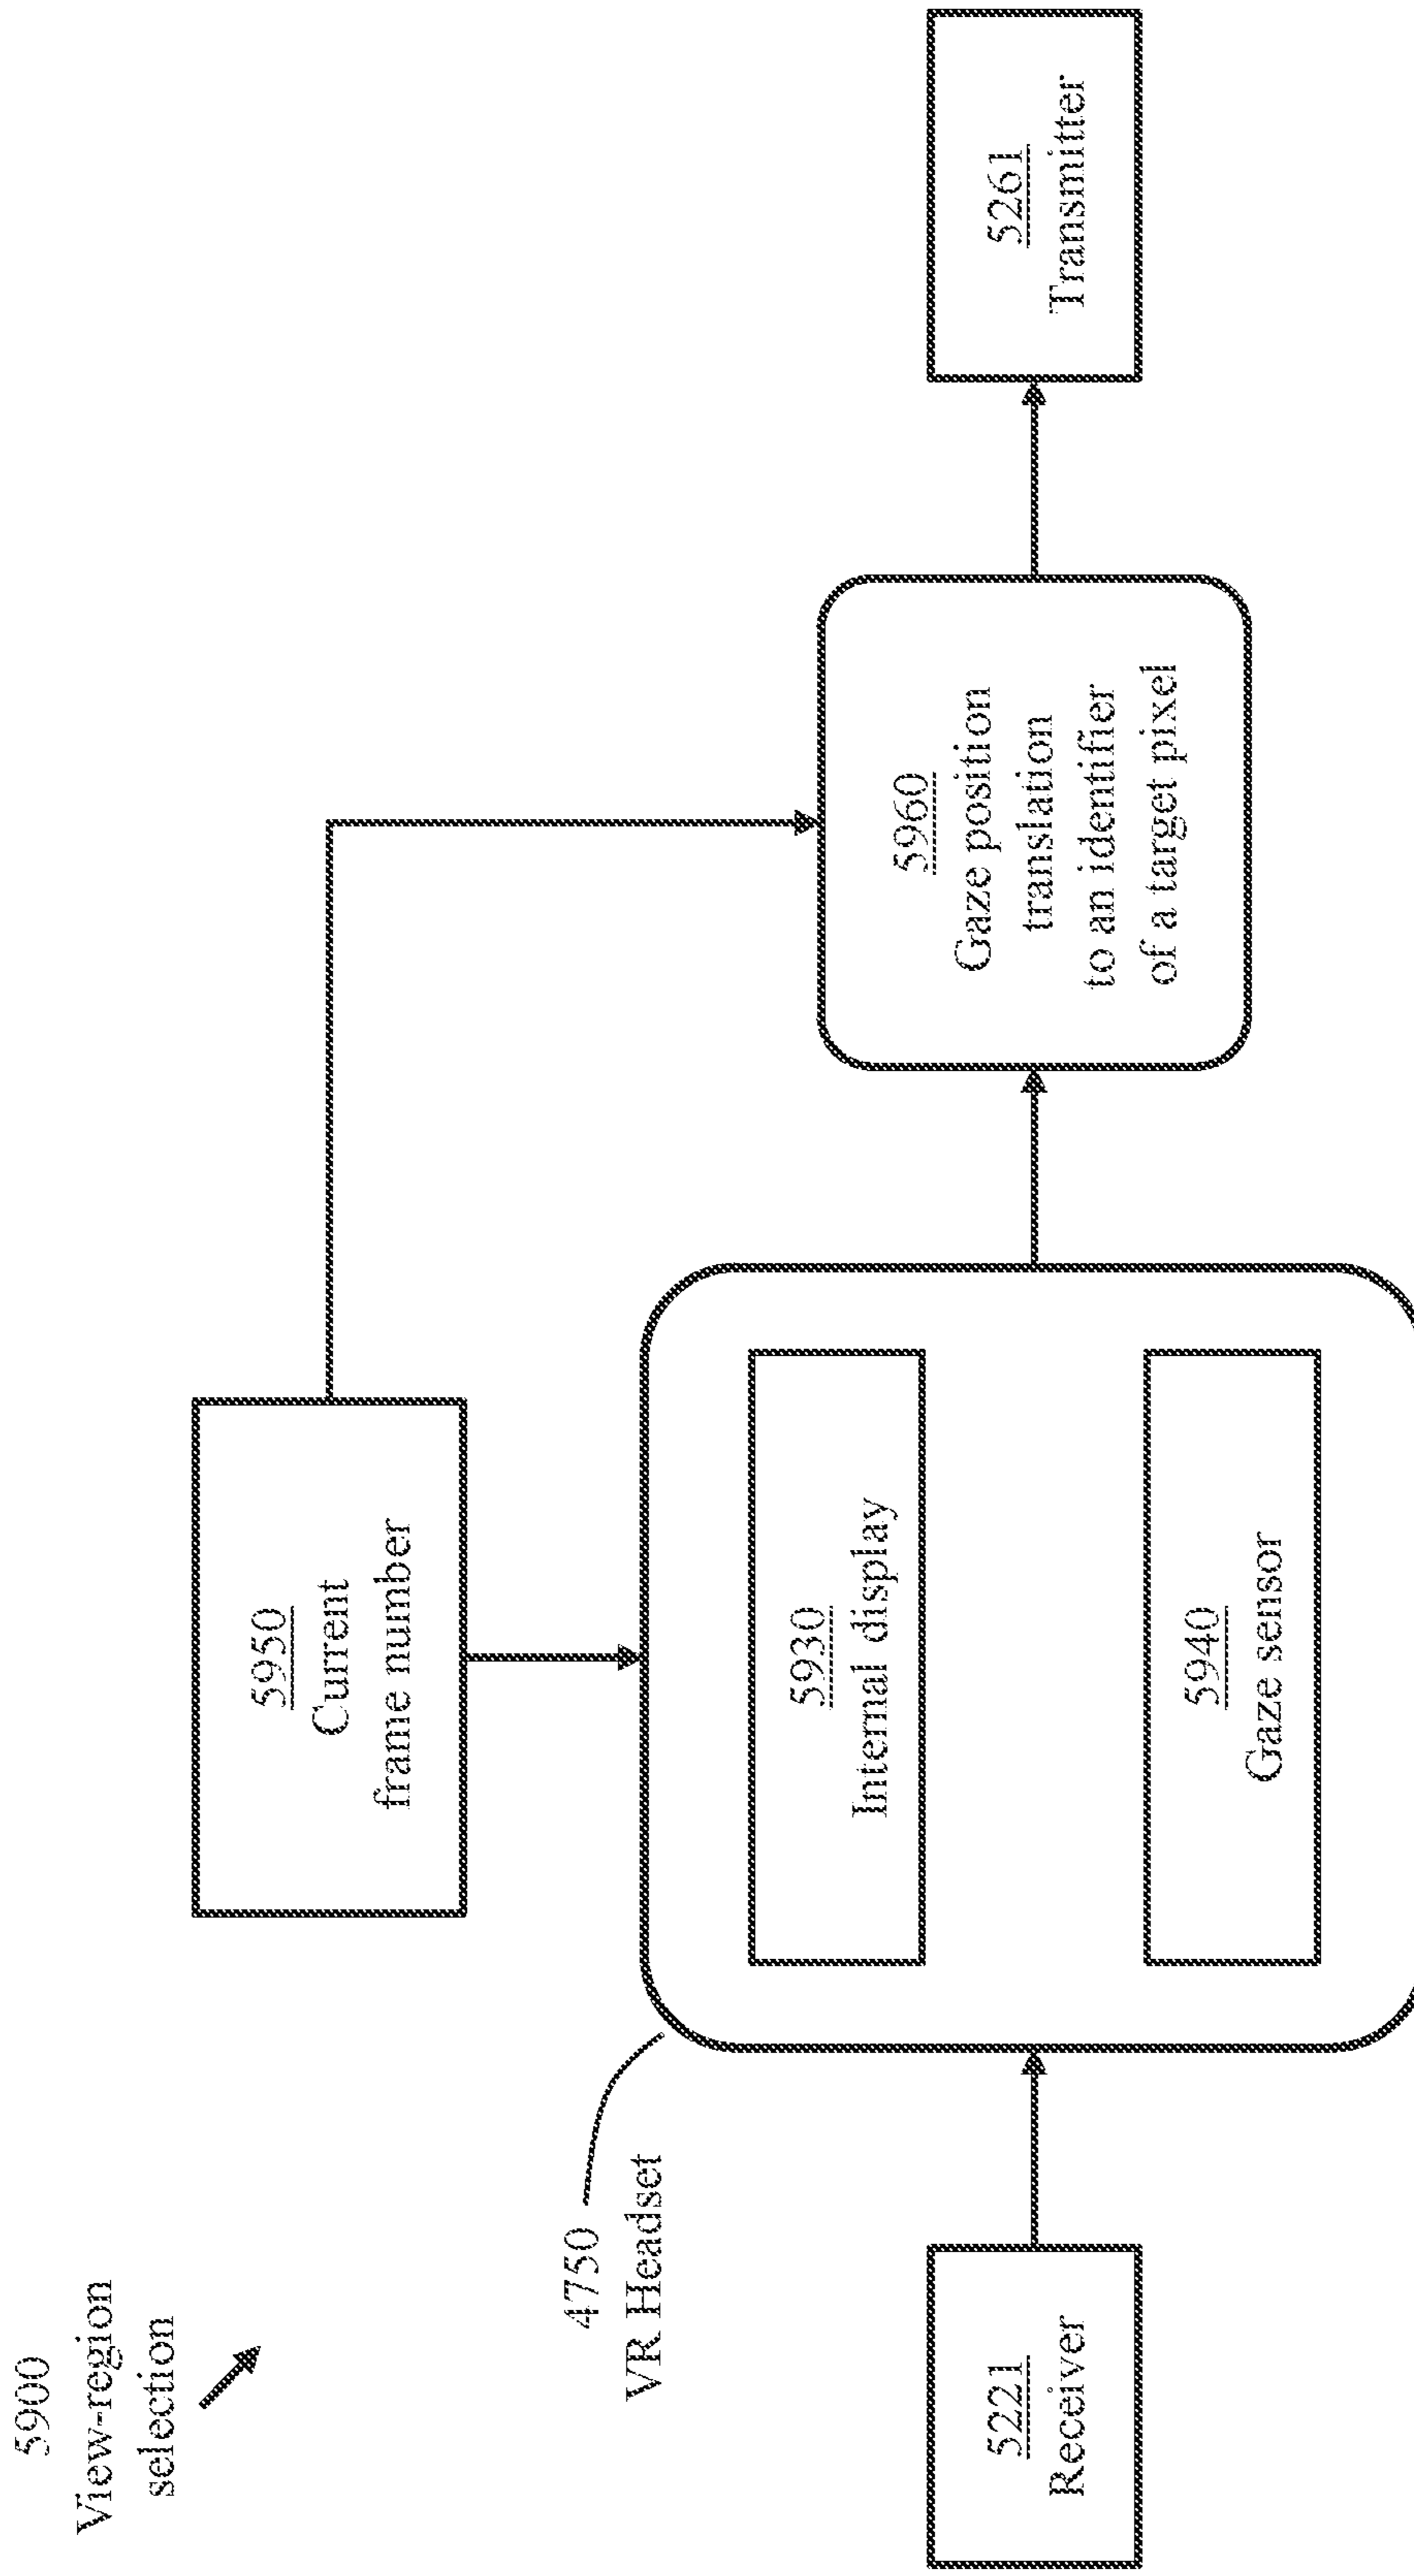 5900
View-region
selection
5950
Current
frame number
4750
VR Headset
5221
Receiver
5930
Internal display
5940
Gaze sensor
5960
Gaze position
translation
to an identifier
of a target pixel
5261
Transmitter